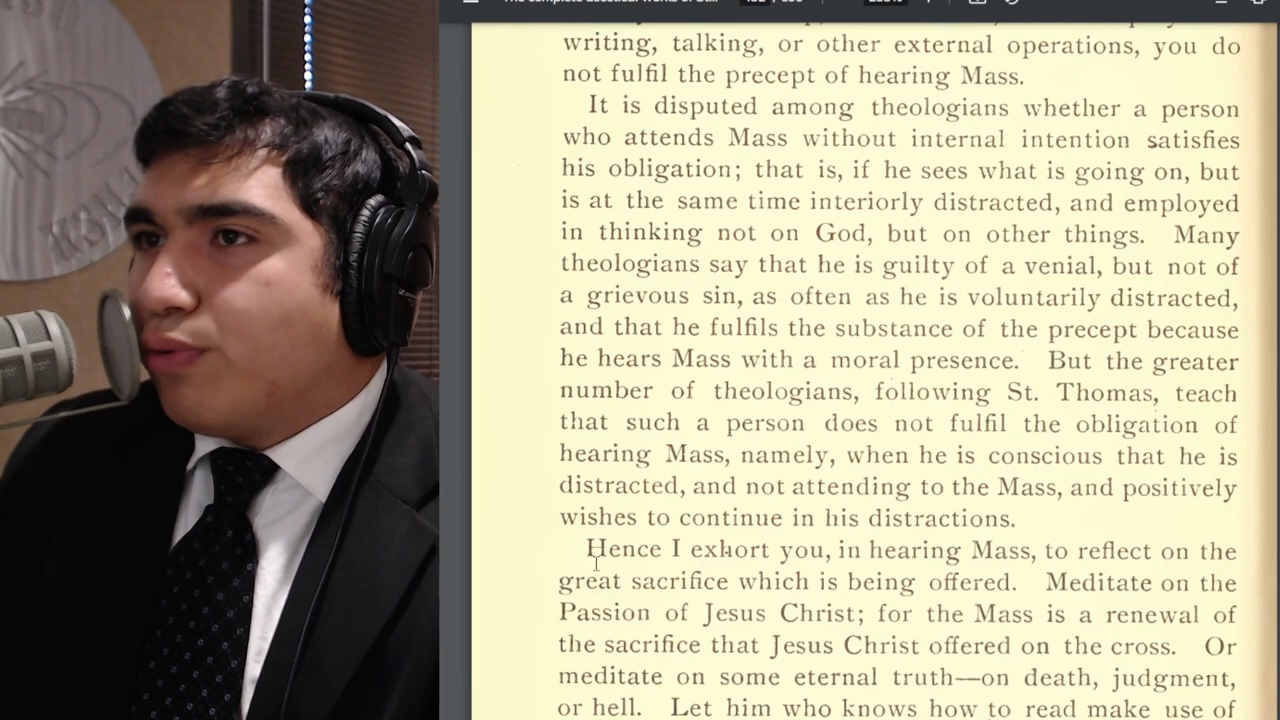 writing, talking, or other external operations, you do
not fulfil the precept of hearing Mass.
It is disputed among theologians whether a person
who attends Mass without internal intention satisfies
his obligation; that is, if he sees what is going on, but
is at the same time interiorly distracted, and employed
in thinking not on God, but on other things. Many
theologians say that he is guilty of a venial, but not of
a grievous sin, as often as he is voluntarily distracted,
and that he fulfils the substance of the precept because
he hears Mass with a moral presence. But the greater
number of theologians, following St. Thomas, teach
that such a person does not fulfil the obligation of
hearing Mass, namely, when he is conscious that he is
distracted, and not attending to the Mass, and positively
wishes to continue in his distractions.
Hence I exhort you, in hearing Mass, to reflect on the
great sacrifice which is being offered. Meditate on the
Passion of Jesus Christ; for the Mass is a renewal of
the sacrifice that Jesus Christ offered on the cross. Or
meditate on some eternal truth—on death, judgment,
or hell. Let him who knows how to read make use of